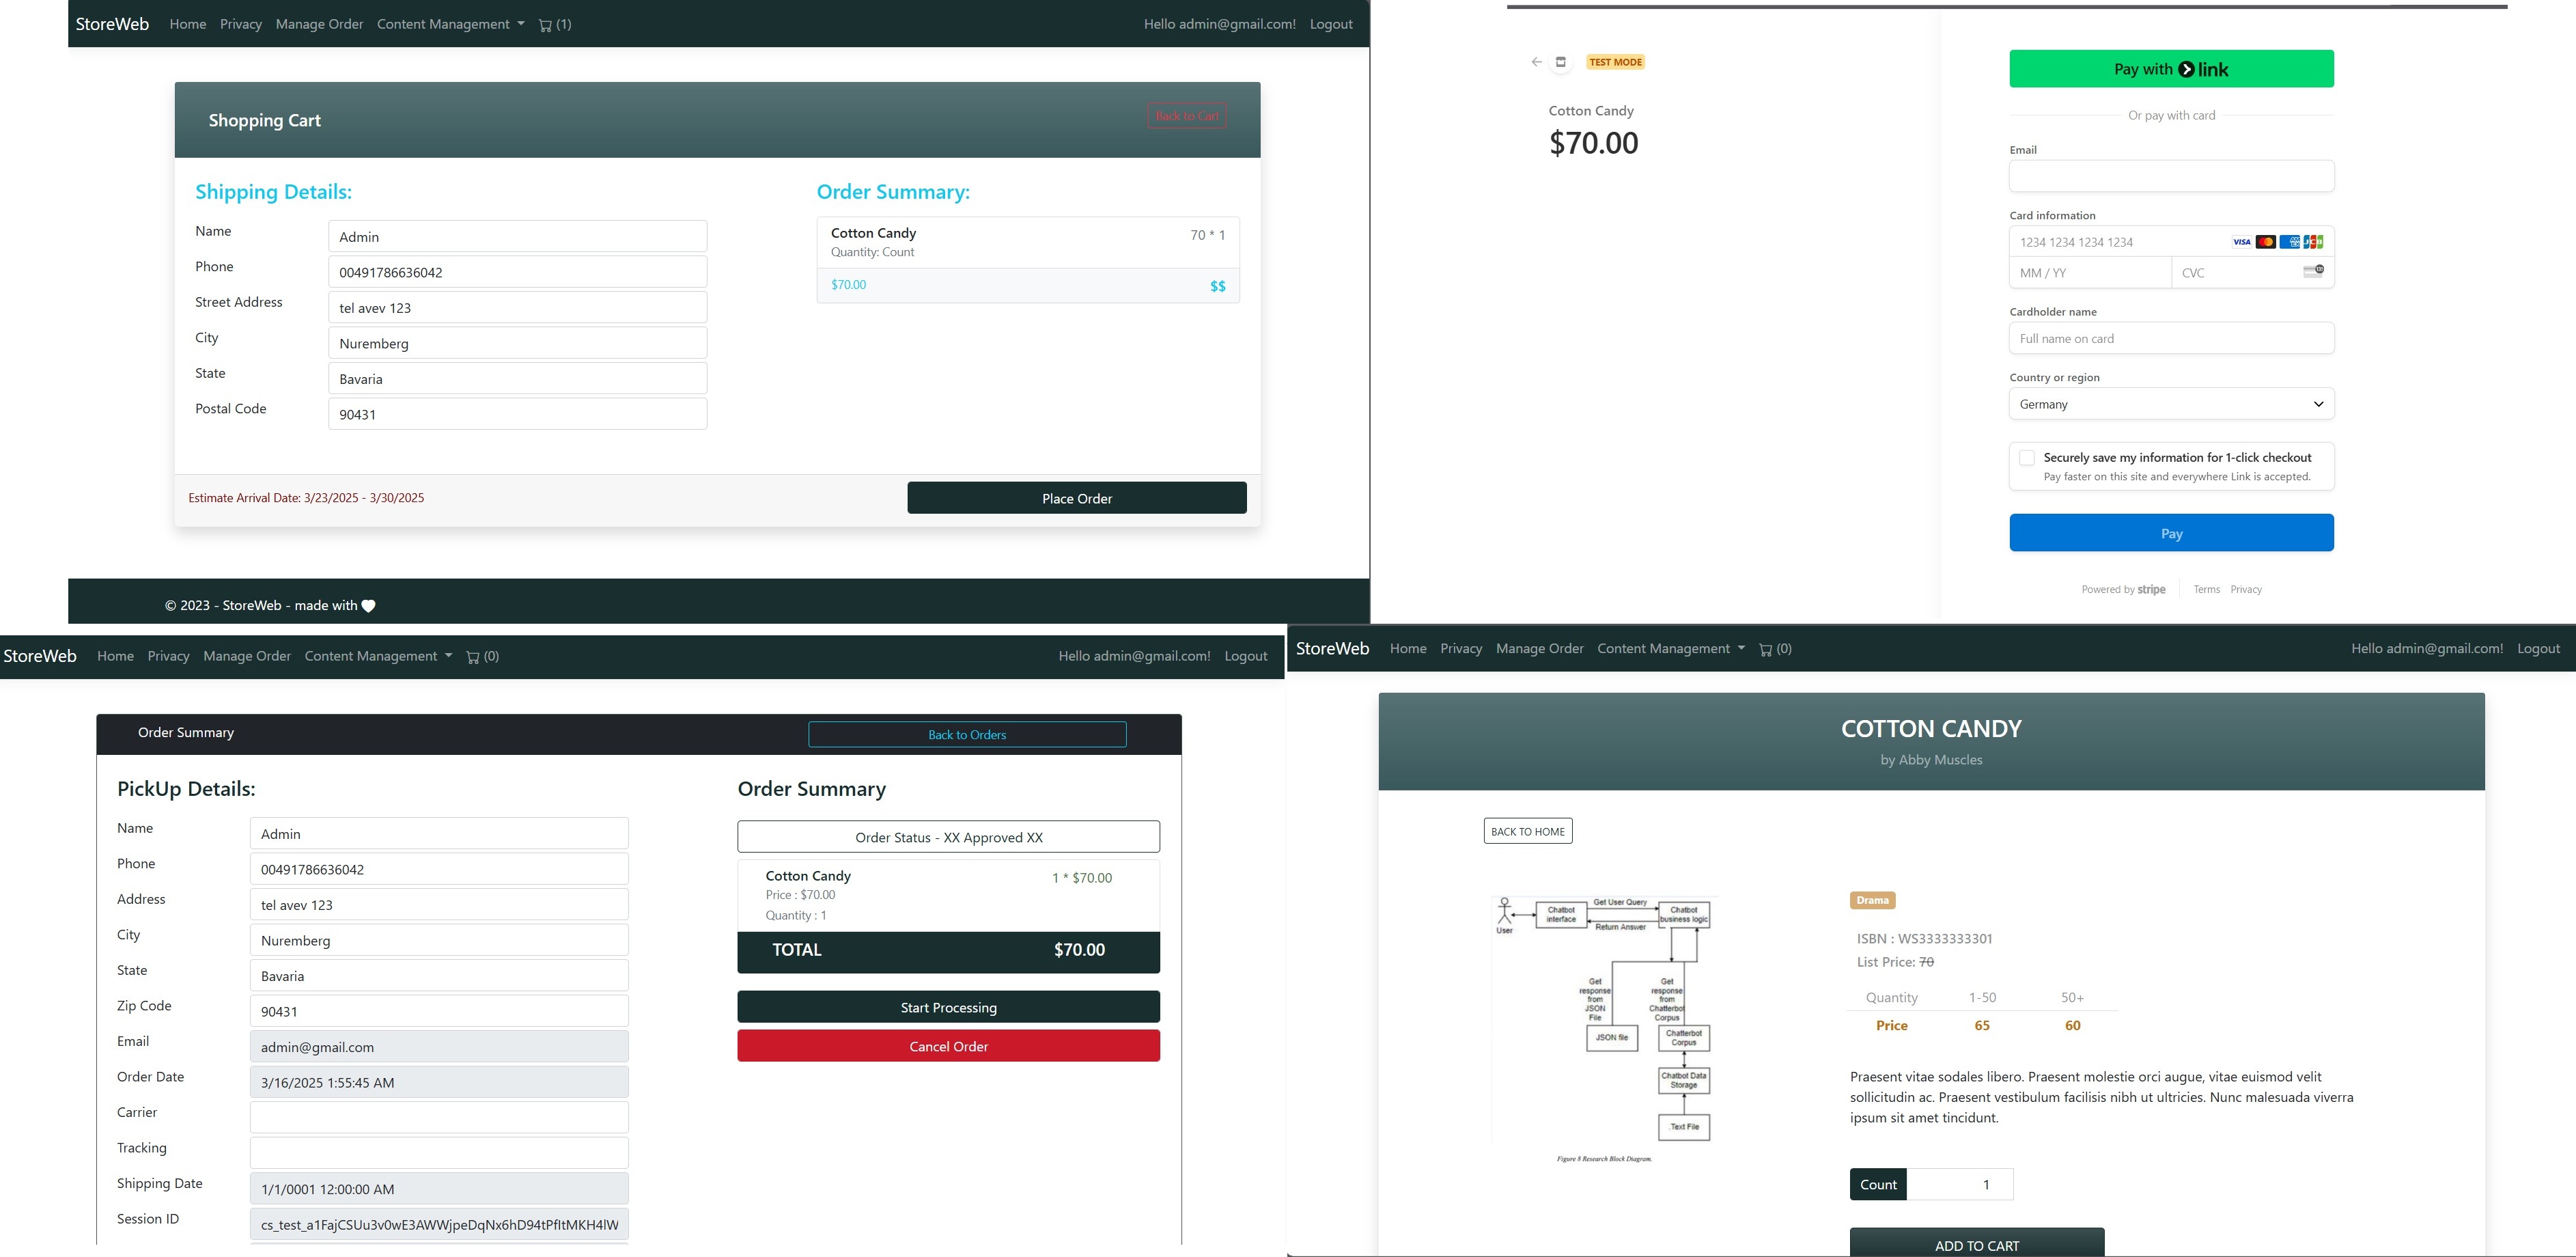 StoreWeb Home Privacy Manage Order Content Management (1) Hello admin@gmail.com! Logout
Shopping Cart Back to Cart
Shipping Details:
Name Admin
Phone 00491786636042
Street Address tel avev 123
City Nuremberg
State Bavaria
Postal Code 90431
Order Summary:
Cotton Candy 70 * 1
Quantity: Count
$70.00 $$
Estimate Arrival Date: 3/23/2025 - 3/30/2025 Place Order
© 2023 - StoreWeb - made with
TEST MODE
Cotton Candy
$70.00
Pay with link
Or pay with card
Email
Card information
1234 1234 1234 1234 VISA JCB
MM / YY CVC
Cardholder name
Full name on card
Country or region
Germany
Securely save my information for 1-click checkout
Pay faster on this site and everywhere Link is accepted.
Pay
Powered by stripe Terms Privacy
StoreWeb Home Privacy Manage Order Content Management (0) Hello admin@gmail.com! Logout
Order Summary Back to Orders
PickUp Details:
Name Admin
Phone 00491786636042
Address tel avev 123
City Nuremberg
State Bavaria
Zip Code 90431
Email admin@gmail.com
Order Date 3/16/2025 1:55:45 AM
Carrier
Tracking
Shipping Date 1/1/0001 12:00:00 AM
Session ID cs_test_a1FajCSUu3v0wE3AWWjpeDqNx6hD94tPfItMKH4lW
Order Summary
Order Status - XX Approved XX
Cotton Candy 1 * $70.00
Price : $70.00
Quantity : 1
TOTAL $70.00
Start Processing
Cancel Order
StoreWeb Home Privacy Manage Order Content Management (0) Hello admin@gmail.com! Logout
COTTON CANDY
by Abby Muscles
BACK TO HOME
User
Chatbot
interface
Get User Query
Return Answer
Chatbot
business logic
Get
response
from
JSON
File
Get
response
from
Chatterbot
Corpus
JSON file
Chatterbot
Corpus
Chatbot Data
Storage
.Text File
Figure 8 Research Block Diagram.
Drama
ISBN : WS3333333301
List Price: 70
Quantity 1-50 50+
Price 65 60
Praesent vitae sodales libero. Praesent molestie orci augue, vitae euismod velit
sollicitudin ac. Praesent vestibulum facilisis nibh ut ultricies. Nunc malesuada viverra
ipsum sit amet tincidunt.
Count 1
ADD TO CART